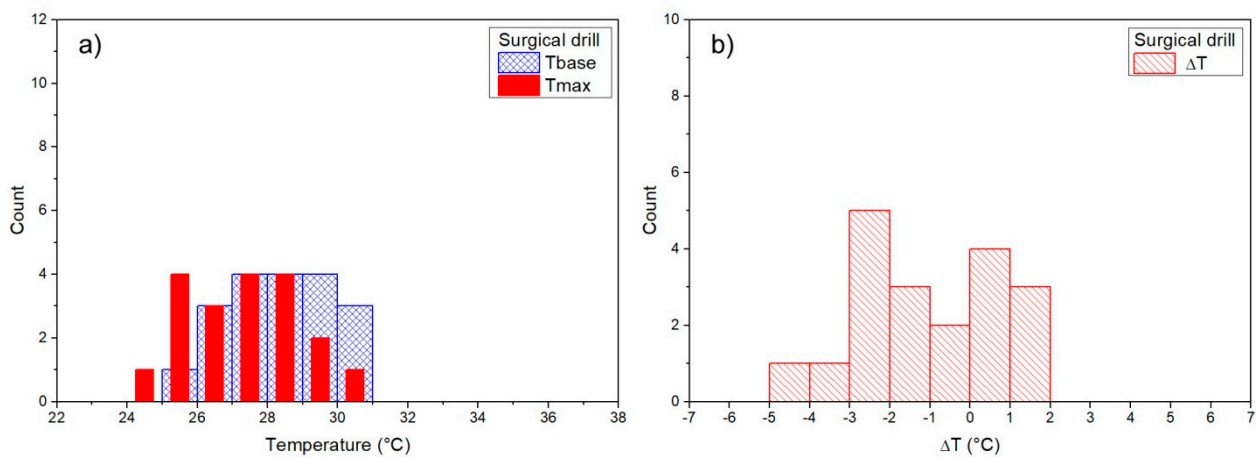 a)
Surgical drill
Tbase
Tmax
12
10
8
6
4
2
0
Count
22 24 26 28 30 32 34 36 38
Temperature (°C)
b)
Surgical drill
ΔT
10
8
6
4
2
0
Count
-7 -6 -5 -4 -3 -2 -1 0 1 2 3 4 5 6 7
ΔT (°C)